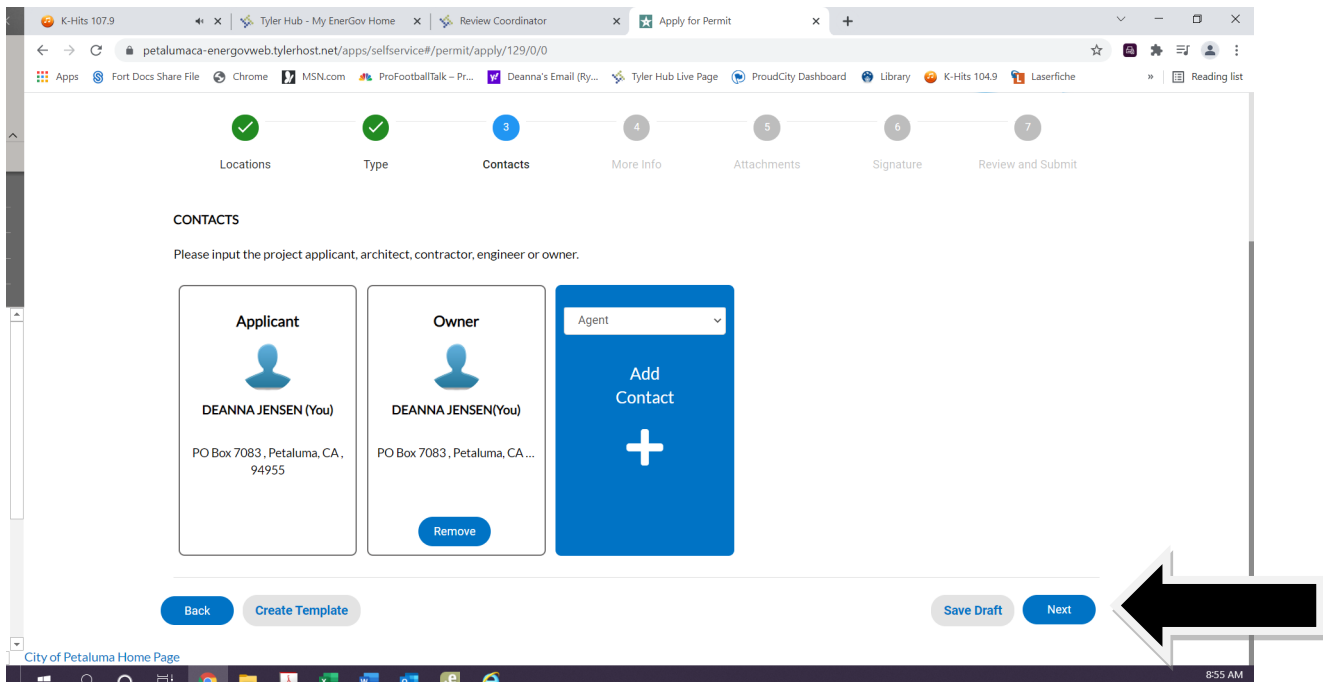 K-Hits 107.9 Tyler Hub - My EnerGov Home Review Coordinator Apply for Permit
petalumaca-energovweb.tylerhost.net/apps/selfservice#/permit/apply/129/0/0
Apps Fort Docs Share File Chrome MSN.com ProFootballTalk – Pr... Deanna's Email (Ry... Tyler Hub Live Page ProudCity Dashboard Library K-Hits 104.9 Laserfiche » Reading list
3 4 5 6 7
Locations Type Contacts More Info Attachments Signature Review and Submit
CONTACTS
Please input the project applicant, architect, contractor, engineer or owner.
Applicant
DEANNA JENSEN (You)
PO Box 7083 , Petaluma, CA ,
94955
Owner
DEANNA JENSEN(You)
PO Box 7083 , Petaluma, CA ...
Remove
Agent
Add
Contact
Back Create Template Save Draft Next
City of Petaluma Home Page
8:55 AM